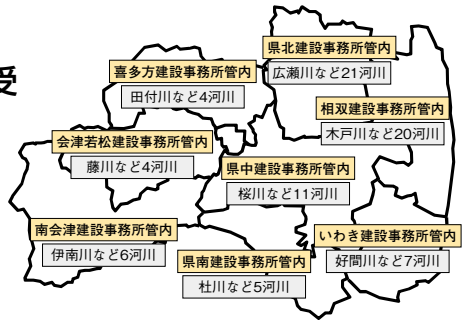 受
県北建設事務所管内
広瀬川など21河川
喜多方建設事務所管内
田付川など4河川
相双建設事務所管内
木戸川など20河川
会津若松建設事務所管内
藤川など4河川
県中建設事務所管内
桜川など11河川
南会津建設事務所管内
伊南川など6河川
県南建設事務所管内
社川など5河川
いわき建設事務所管内
好間川など7河川